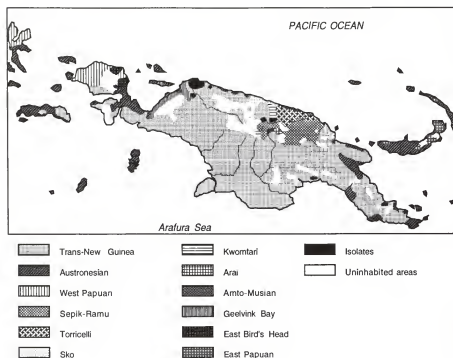 PACIFIC OCEAN
Arafura Sea
Trans-New Guinea
Austronesian
West Papuan
Sepik-Ramu
Torricelli
Sko
Kwomtari
Arai
Amto-Musian
Geelvink Bay
East Bird's Head
East Papuan
Isolates
Uninhabited areas